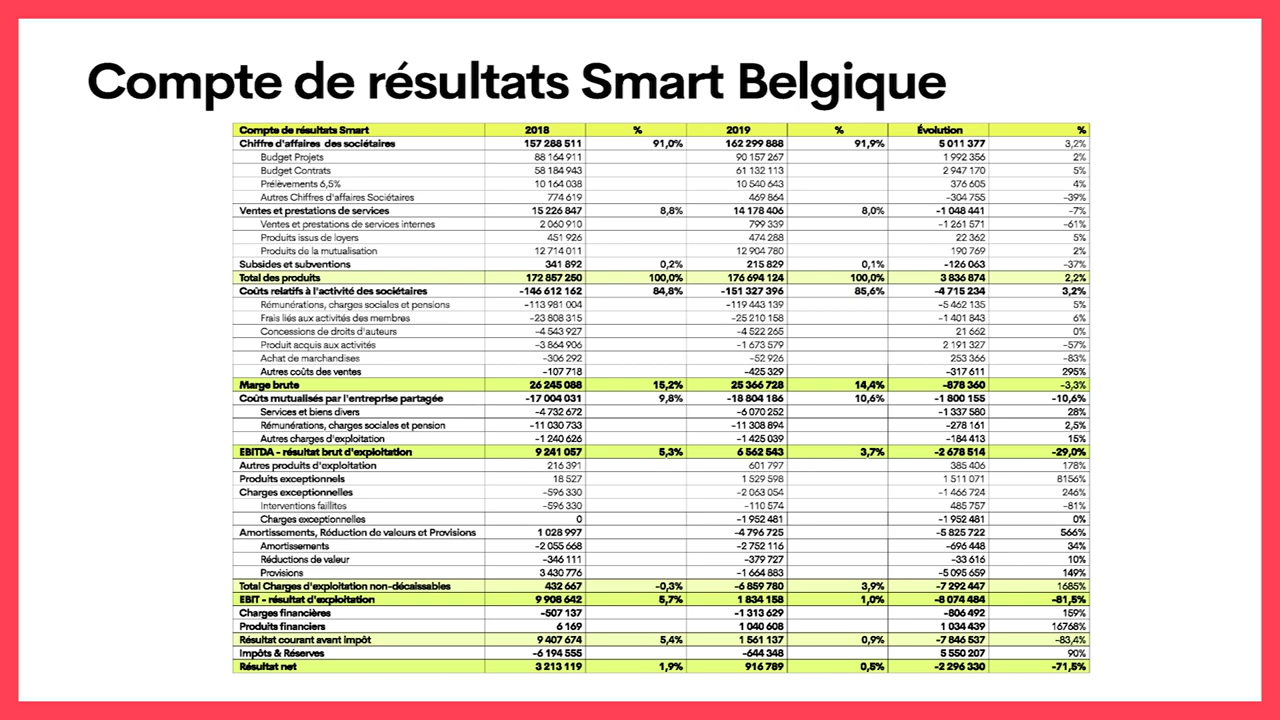 Compte de résultats Smart Belgique
Compte de résultats Smart 2018 % 2019 % Évolution %
Chiffre d'affaires des sociétaires 157 288 511 91,0% 162 299 888 91,9% 5 011 377 3,2%
Budget Projets 88 164 911 90 157 267 1 992 356 2%
Budget Contrats 58 184 943 61 132 113 2 947 170 5%
Prélèvements 6,5% 10 164 038 10 540 643 376 605 4%
Autres Chiffres d'affaires Sociétaires 774 619 469 864 -304 755 -39%
Ventes et prestations de services 15 226 847 8,8% 14 178 406 8,0% -1 048 441 -7%
Ventes et prestations de services internes 2 060 910 799 339 -1 261 571 -61%
Produits issus de loyers 451 926 474 288 22 362 5%
Produits de la mutualisation 12 714 011 12 904 780 190 769 2%
Subsides et subventions 341 892 0,2% 215 829 0,1% -126 063 -37%
Total des produits 172 857 250 100,0% 176 694 124 100,0% 3 836 874 2,2%
Coûts relatifs à l'activité des sociétaires -146 612 162 84,8% -151 327 396 85,6% -4 715 234 3,2%
Rémunérations, charges sociales et pensions -113 981 004 -119 443 139 -5 462 135 5%
Frais liés aux activités des membres -23 808 315 -25 210 158 -1 401 843 6%
Concessions de droits d'auteurs -4 543 927 -4 522 265 21 662 0%
Produit acquis aux activités -3 864 906 -1 673 579 2 191 327 -57%
Achat de marchandises -306 292 -52 926 253 366 -83%
Autres coûts des ventes -107 718 -425 329 -317 611 295%
Marge brute 26 245 088 15,2% 25 366 728 14,4% -878 360 -3,3%
Coûts mutualisés par l'entreprise partagée -17 004 031 9,8% -18 804 186 10,6% -1 800 155 -10,6%
Services et biens divers -4 732 672 -6 070 252 -1 337 580 28%
Rémunérations, charges sociales et pension -11 030 733 -11 308 894 -278 161 2,5%
Autres charges d'exploitation -1 240 626 -1 425 039 -184 413 15%
EBITDA - résultat brut d'exploitation 9 241 057 5,3% 6 562 543 3,7% -2 678 514 -29,0%
Autres produits d'exploitation 216 391 601 797 385 406 178%
Produits exceptionnels 18 527 1 529 598 1 511 071 8156%
Charges exceptionnelles -596 330 -2 063 054 -1 466 724 246%
Interventions faillites -596 330 -110 574 485 757 -81%
Charges exceptionnelles 0 -1 952 481 -1 952 481 0%
Amortissements, Réduction de valeurs et Provisions 1 028 997 -4 796 725 -5 825 722 566%
Amortissements -2 055 668 -2 752 116 -696 448 34%
Réductions de valeur -346 111 -379 727 -33 616 10%
Provisions 3 430 776 -1 664 883 -5 095 659 149%
Total Charges d'exploitation non-décaissables 432 667 -0,3% -6 859 780 3,9% -7 292 447 1685%
EBIT - résultat d'exploitation 9 908 642 5,7% 1 834 158 1,0% -8 074 484 -81,5%
Charges financières -507 137 -1 313 629 -806 492 159%
Produits financiers 6 169 1 040 608 1 034 439 16768%
Résultat courant avant impôt 9 407 674 5,4% 1 561 137 0,9% -7 846 537 -83,4%
Impôts & Réserves -6 194 555 -644 348 5 550 207 90%
Résultat net 3 213 119 1,9% 916 789 0,5% -2 296 330 -71,5%